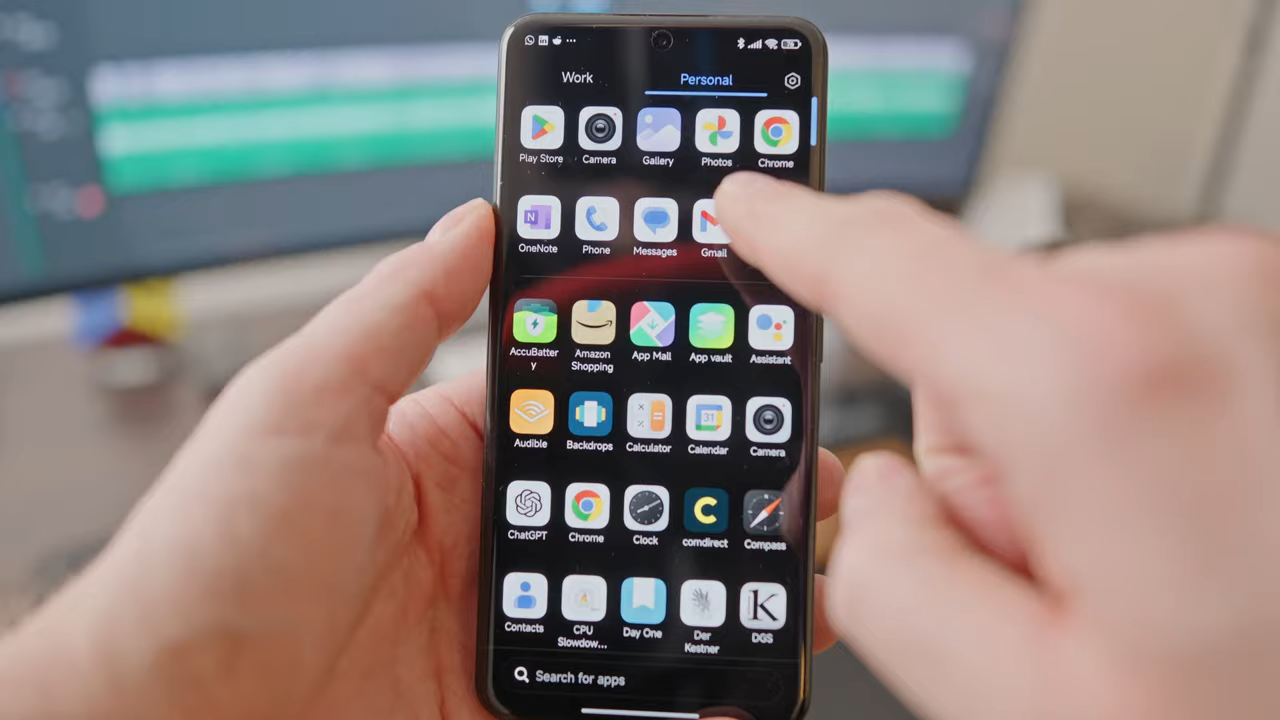 Work Personal
Play Store Camera Gallery Photos Chrome
OneNote Phone Messages Gmail
AccuBatter Amazon App Mall App vault Assistant
y Shopping
Audible Backdrops Calculator Calendar Camera
31
ChatGPT Chrome Clock comdirect Compass
Contacts CPU Day One Der DGS
Slowdow... Kestner
Search for apps